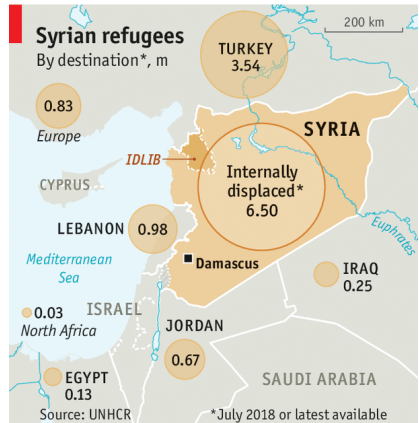 Syrian refugees
By destination*, m
200 km
TURKEY
3.54
0.83
Europe
SYRIA
IDLIB
Internally
displaced*
6.50
CYPRUS
LEBANON
0.98
Euphrates
Mediterranean
Sea
Damascus
IRAQ
0.25
ISRAEL
0.03
North Africa
JORDAN
0.67
EGYPT
0.13
SAUDI ARABIA
Source: UNHCR
*July 2018 or latest available